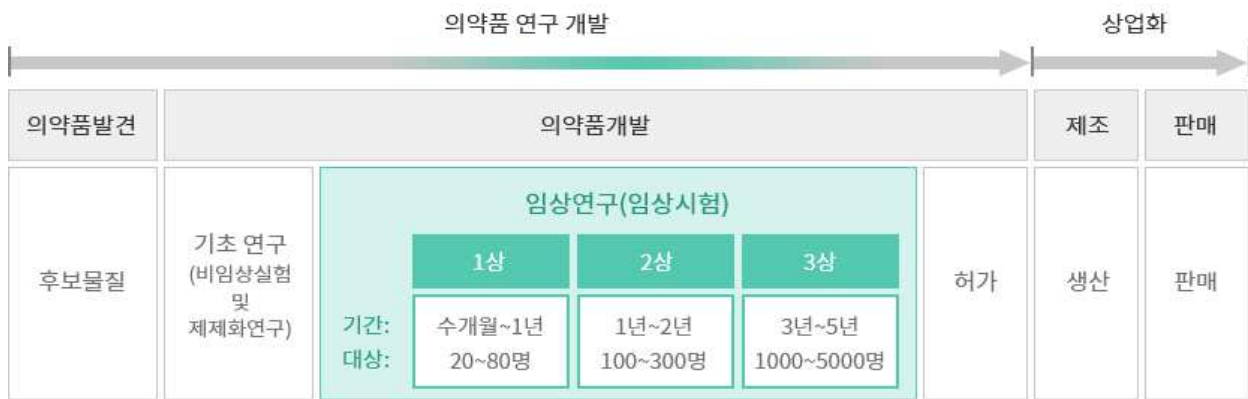 의약품 연구 개발
상업화
의약품발견
의약품개발
제조
판매
후보물질
기초 연구
(비임상실험
및
제제화연구)
임상연구(임상시험)
1상
2상
3상
기간:
수개월~1년
1년~2년
3년~5년
대상:
20~80명
100~300명
1000~5000명
허가
생산
판매